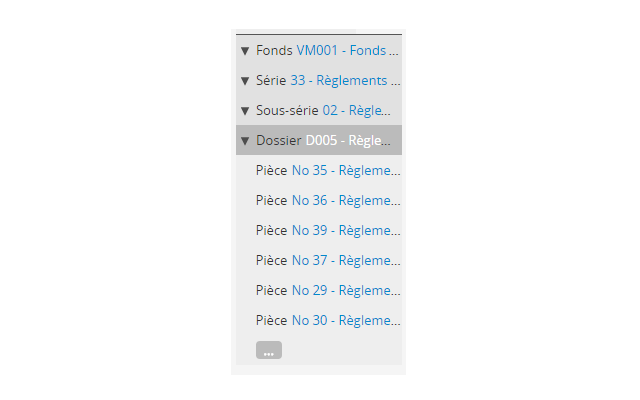 ▼ Fonds VM001 - Fonds ...
▼ Série 33 - Règlements ...
▼ Sous-série 02 - Règle...
▼ Dossier D005 - Règle...
Pièce No 35 - Règleme...
Pièce No 36 - Règleme...
Pièce No 39 - Règleme...
Pièce No 37 - Règleme...
Pièce No 29 - Règleme...
Pièce No 30 - Règleme...
...